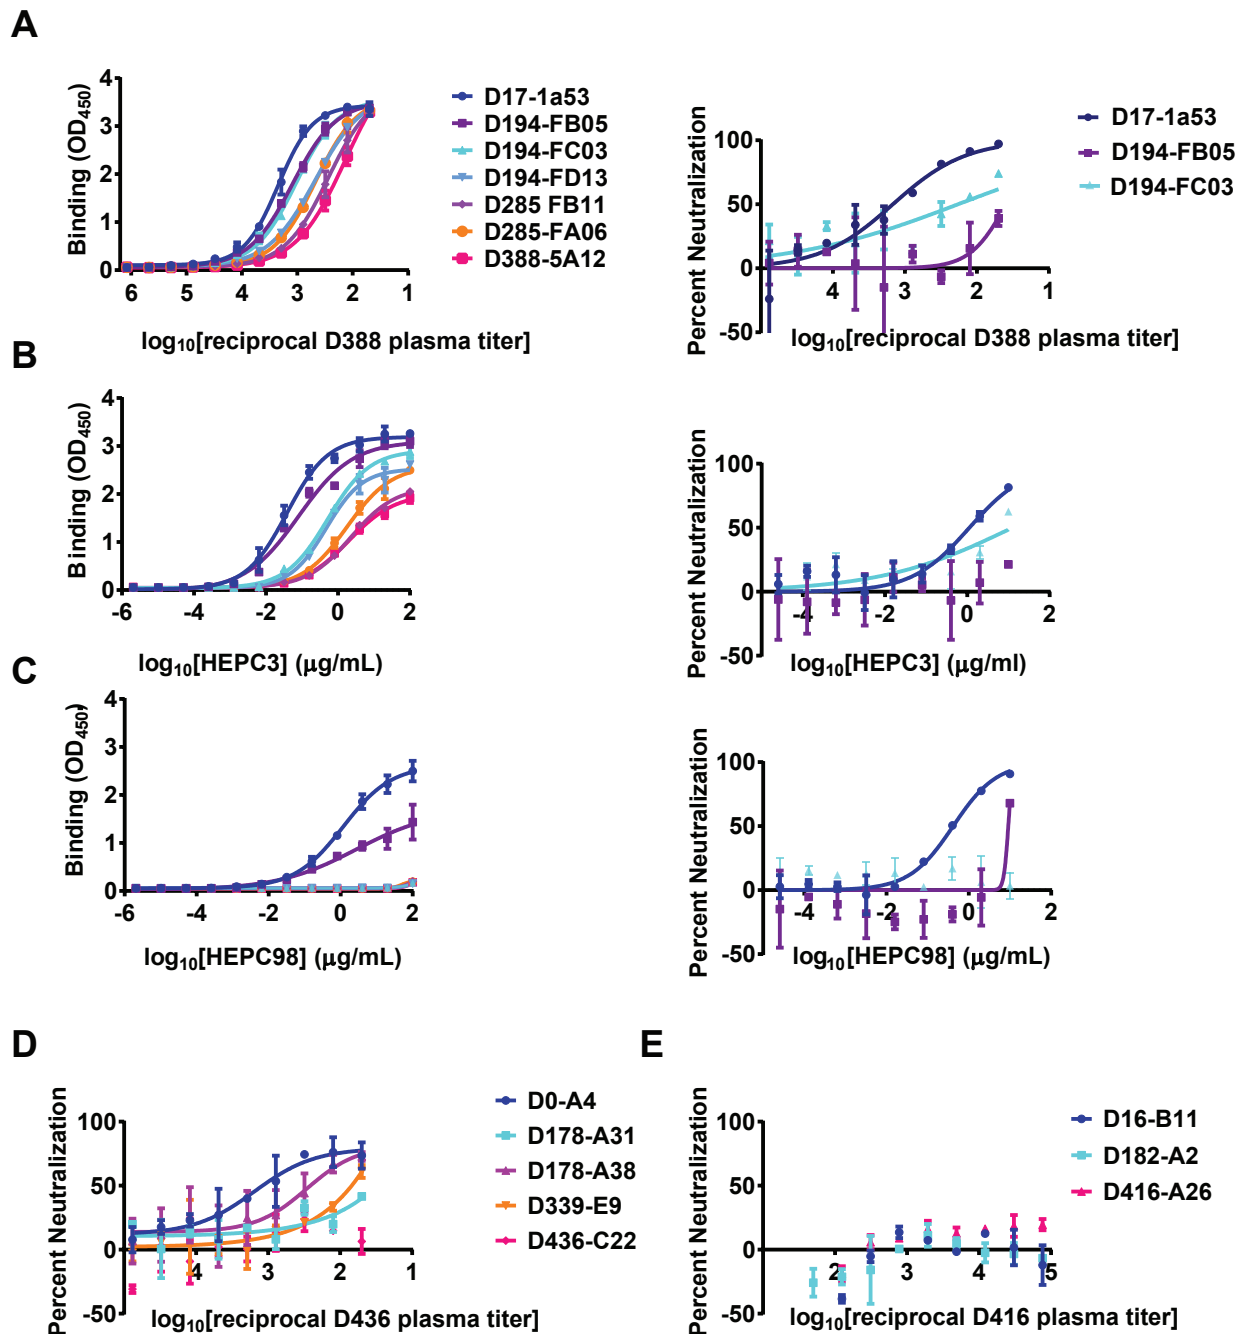 A
Binding (OD450)
4
3
2
1
0
6 5 4 3 2 1
log10[reciprocal D388 plasma titer]
D17-1a53
D194-FB05
D194-FC03
D194-FD13
D285 FB11
D285-FA06
D388-5A12
Percent Neutralization
100
50
0
-50
4 3 2 1
log10[reciprocal D388 plasma titer]
D17-1a53
D194-FB05
D194-FC03
B
Binding (OD450)
4
3
2
1
0
-6 -4 -2 0 2
log10[HEPC3] (μg/mL)
Percent Neutralization
100
50
0
-50
-4 -2 0 2
log10[HEPC3] (μg/ml)
C
Binding (OD450)
4
3
2
1
0
-6 -4 -2 0 2
log10[HEPC98] (μg/mL)
Percent Neutralization
100
50
0
-50
-4 -2 0 2
log10[HEPC98] (μg/mL)
D
Percent Neutralization
100
50
0
-50
4 3 2 1
log10[reciprocal D436 plasma titer]
D0-A4
D178-A31
D178-A38
D339-E9
D436-C22
E
Percent Neutralization
100
50
0
-50
2 3 4 5
log10[reciprocal D416 plasma titer]
D16-B11
D182-A2
D416-A26